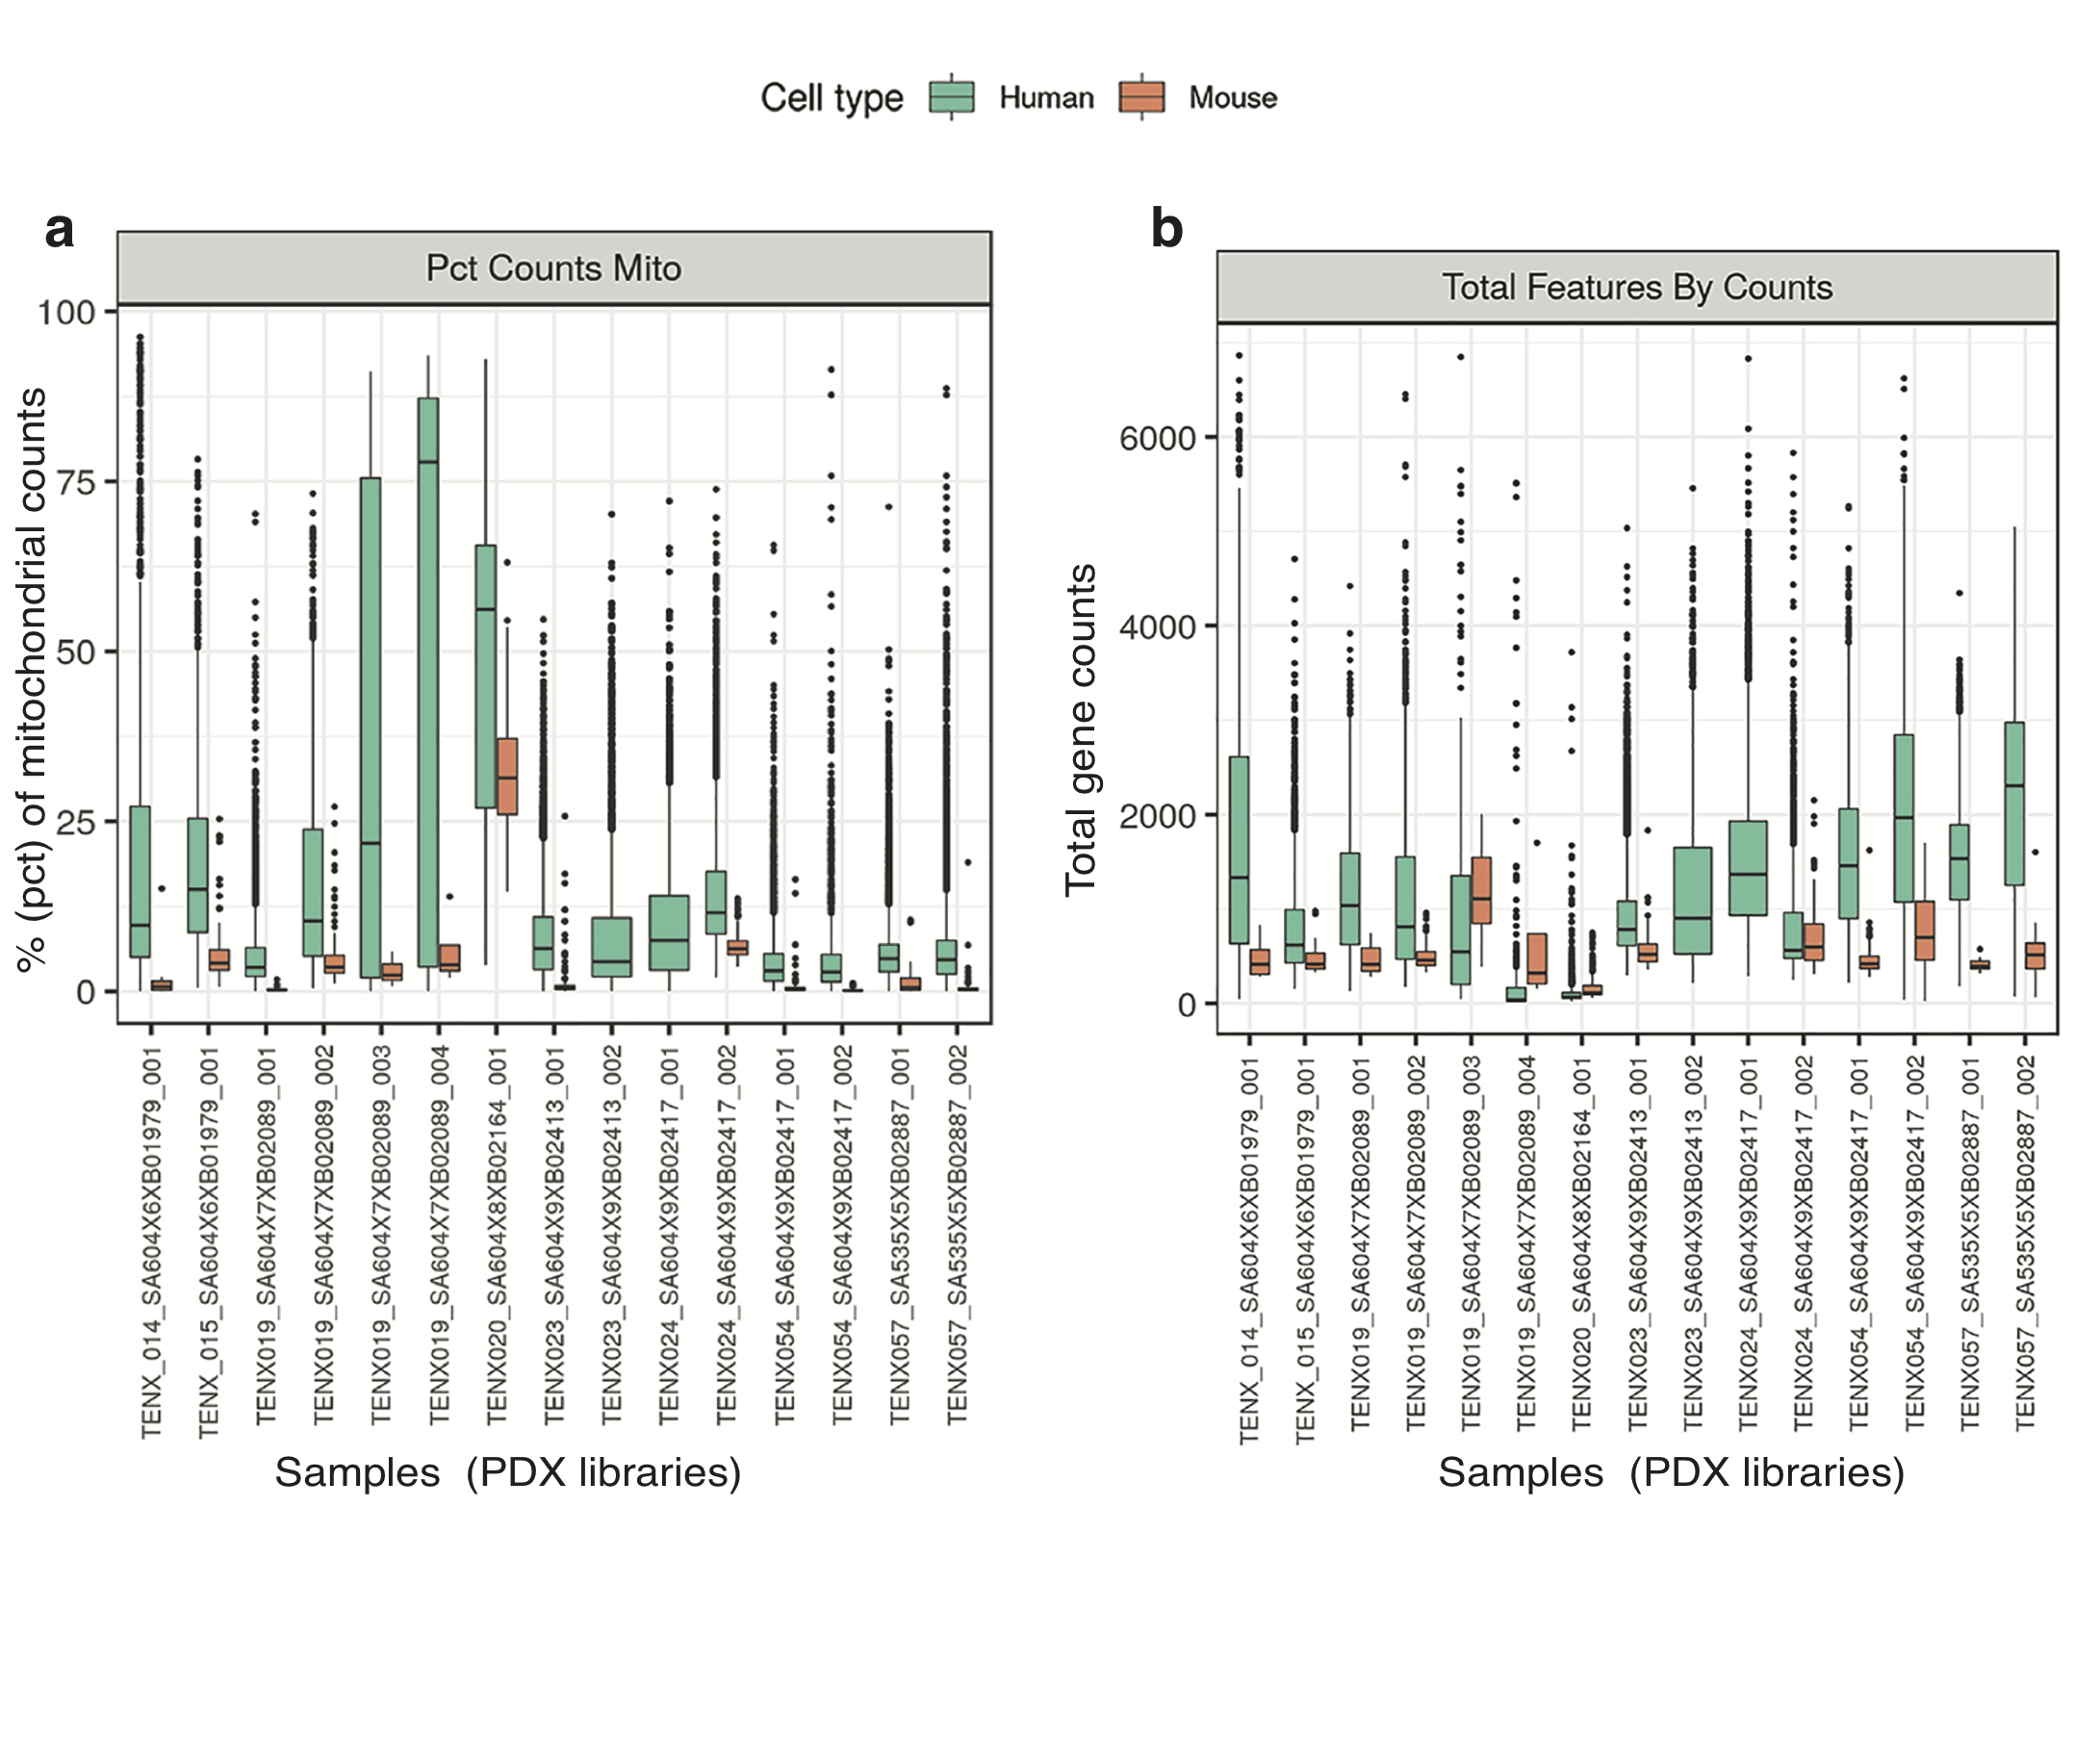 Cell type Human Mouse
a
Pct Counts Mito
% (pct) of mitochondrial counts
100
75
50
25
0
TENX_014_SA604X6XB01979_001
TENX_015_SA604X6XB01979_001
TENX019_SA604X7XB02089_001
TENX019_SA604X7XB02089_002
TENX019_SA604X7XB02089_003
TENX019_SA604X7XB02089_004
TENX020_SA604X8XB02164_001
TENX023_SA604X9XB02413_001
TENX023_SA604X9XB02413_002
TENX024_SA604X9XB02417_001
TENX024_SA604X9XB02417_002
TENX054_SA604X9XB02417_001
TENX054_SA604X9XB02417_002
TENX057_SA535X5XB02887_001
TENX057_SA535X5XB02887_002
Samples (PDX libraries)
b
Total Features By Counts
Total gene counts
6000
4000
2000
0
TENX_014_SA604X6XB01979_001
TENX_015_SA604X6XB01979_001
TENX019_SA604X7XB02089_001
TENX019_SA604X7XB02089_002
TENX019_SA604X7XB02089_003
TENX019_SA604X7XB02089_004
TENX020_SA604X8XB02164_001
TENX023_SA604X9XB02413_001
TENX023_SA604X9XB02413_002
TENX024_SA604X9XB02417_001
TENX024_SA604X9XB02417_002
TENX054_SA604X9XB02417_001
TENX054_SA604X9XB02417_002
TENX057_SA535X5XB02887_001
TENX057_SA535X5XB02887_002
Samples (PDX libraries)